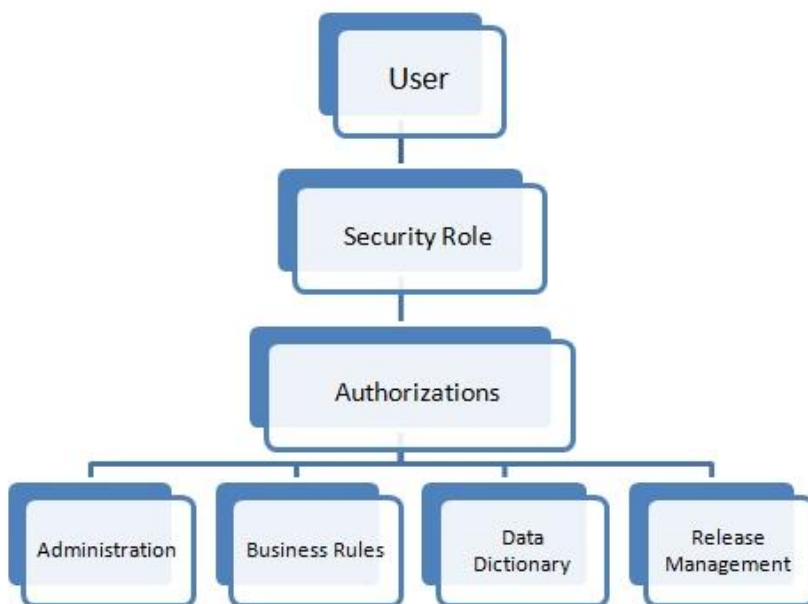 User
Security Role
Authorizations
Administration
Business Rules
Data
Dictionary
Release
Management